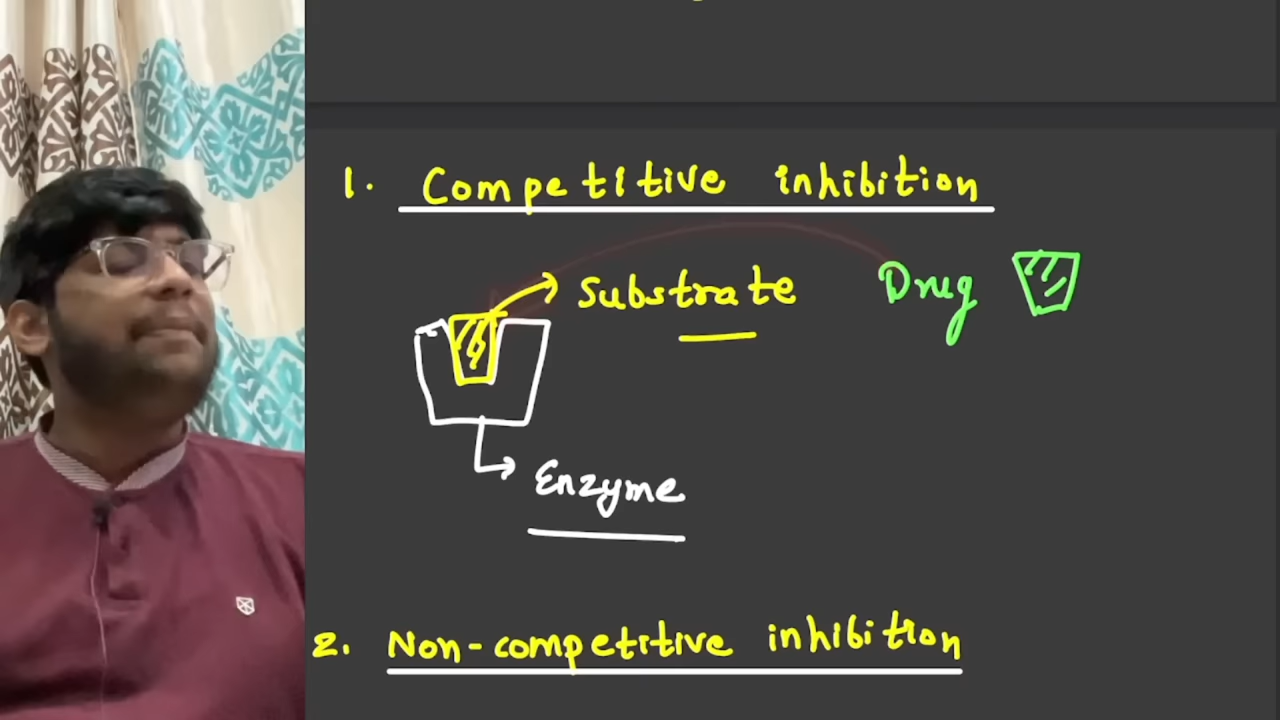 1. Competitive inhibition
Substrate
Drug
Enzyme
2. Non-competitive inhibition